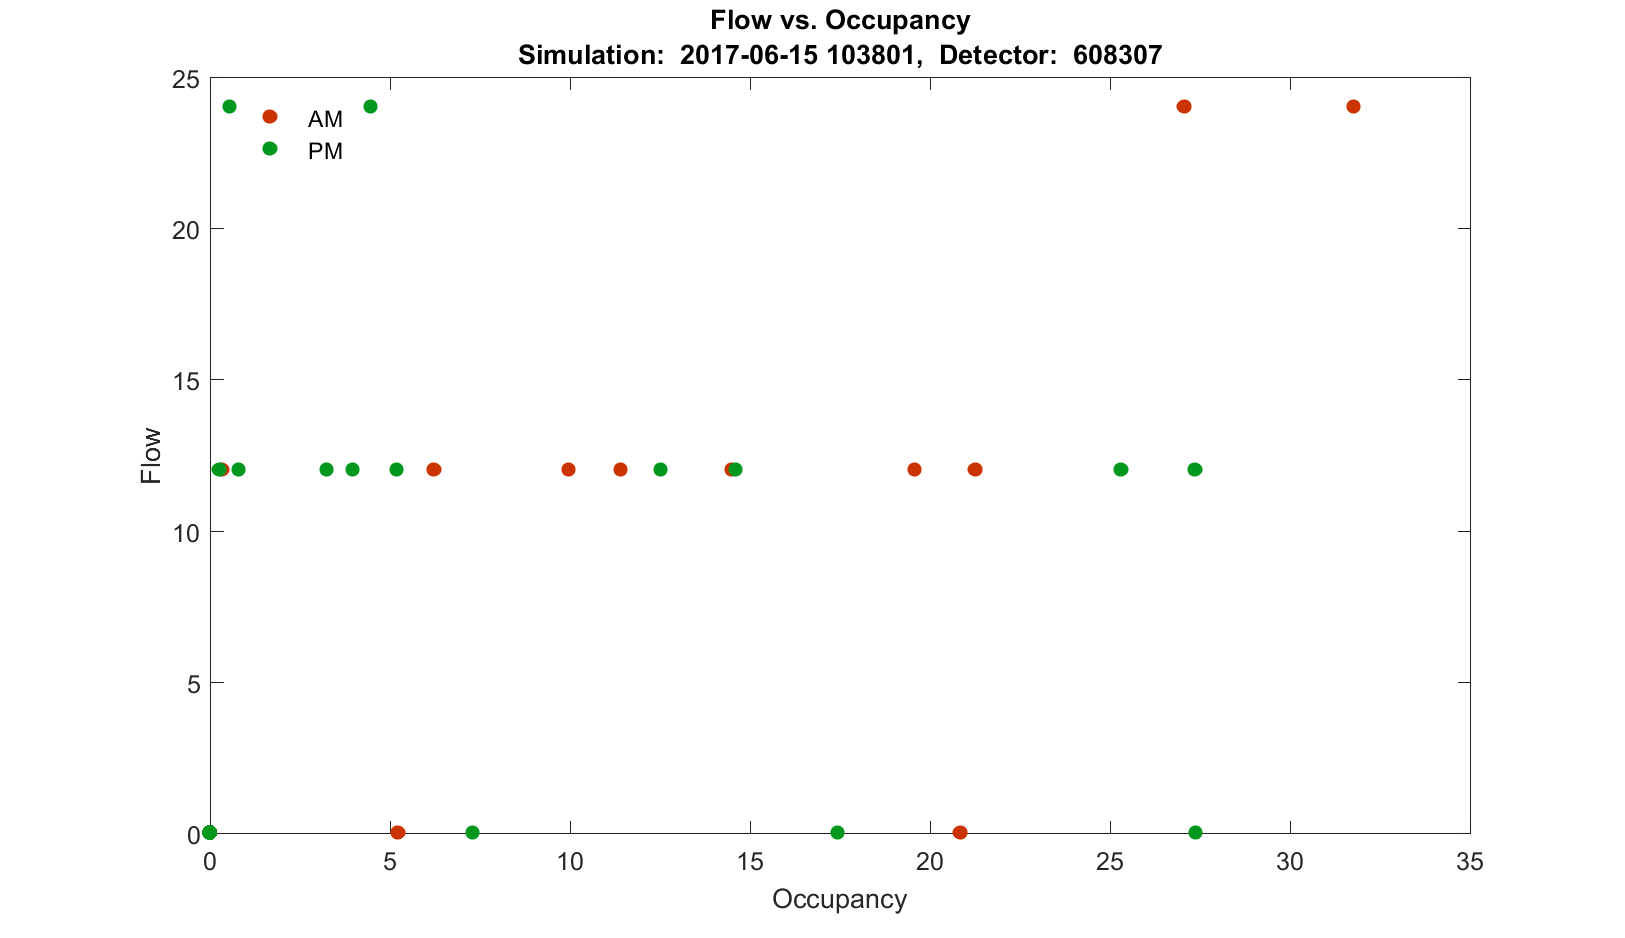 Flow vs. Occupancy
Simulation:  2017-06-15 103801,  Detector:  608307
25
AM
PM
20
15
Flow
10
5
0
0 5 10 15 20 25 30 35
Occupancy